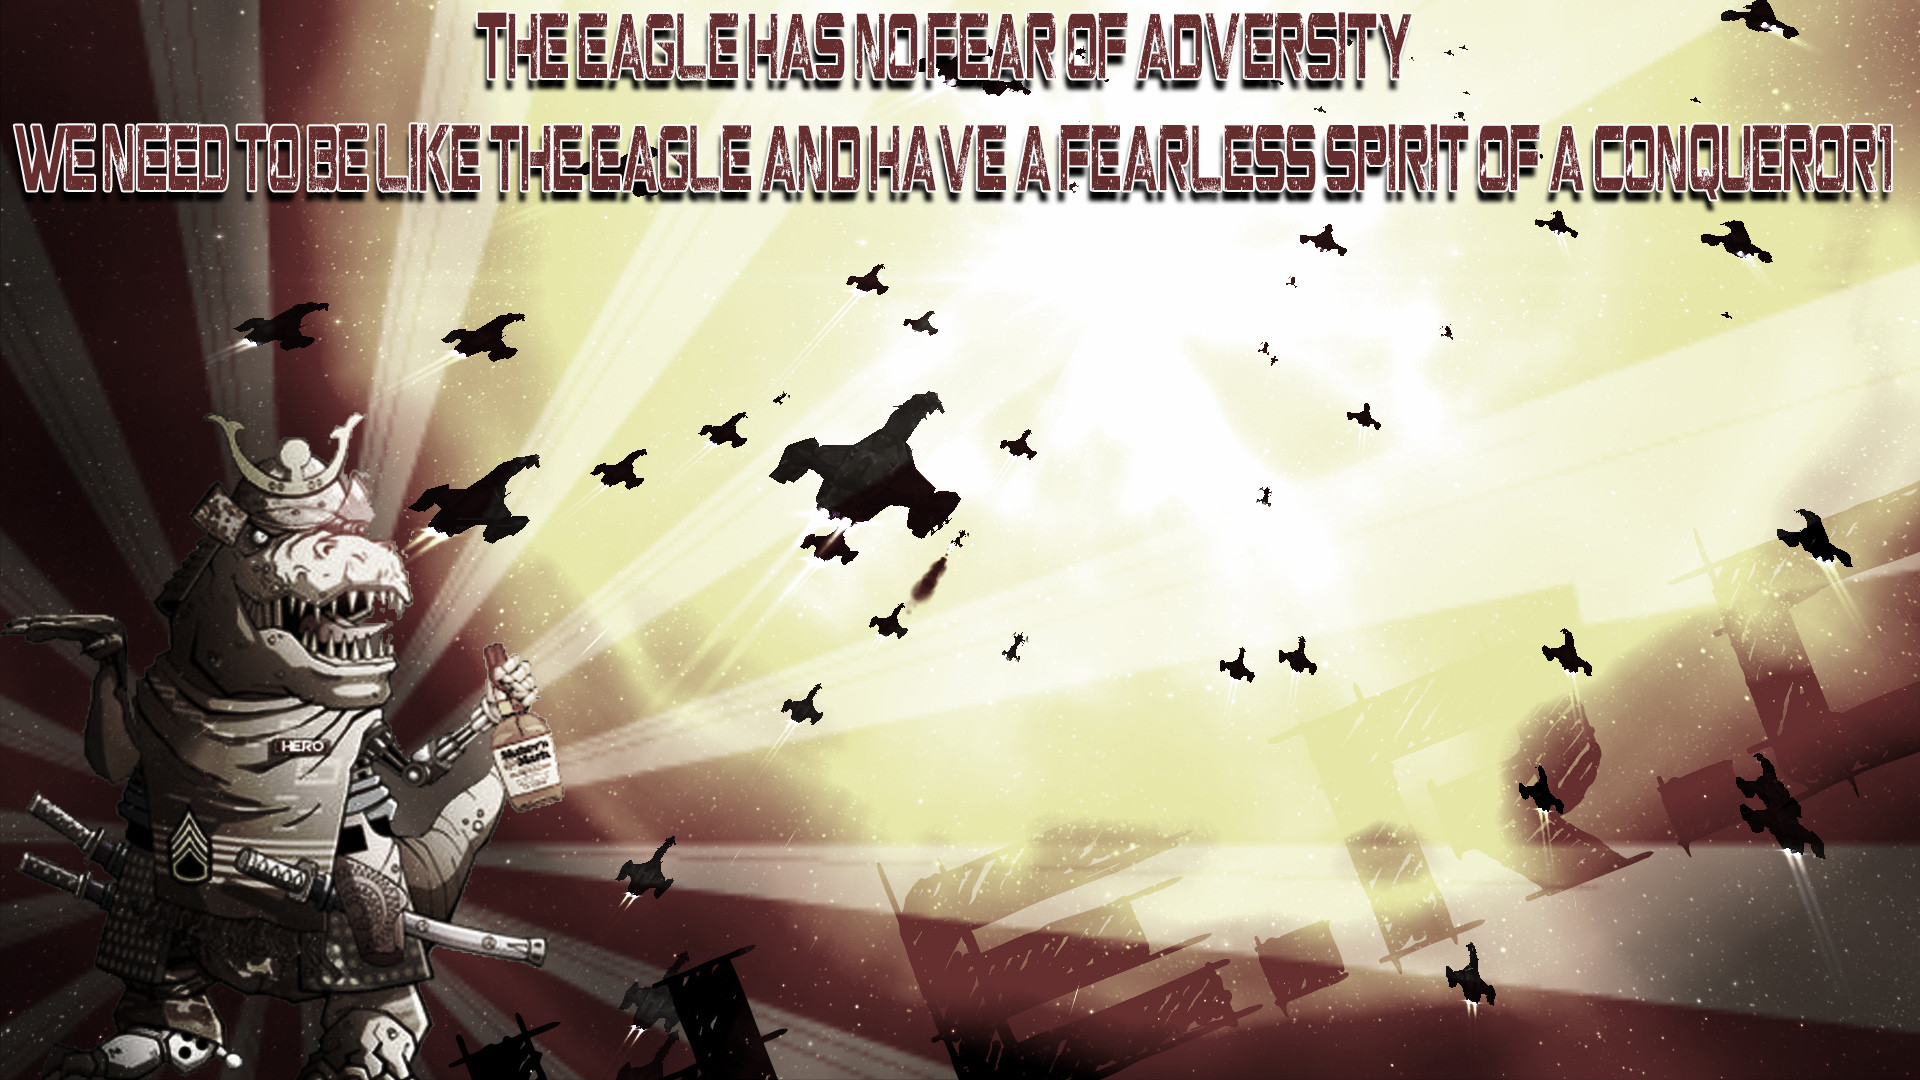 THE EAGLE HAS NO FEAR OF ADVERSITY
WE NEED TO BE LIKE THE EAGLE AND HAVE A FEARLESS SPIRIT OF A CONQUEROR1
HERO